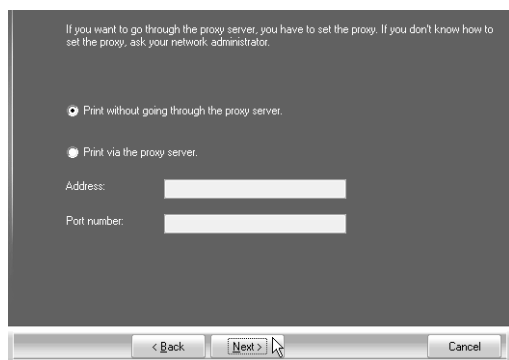 If you want to go through the proxy server, you have to set the proxy. If you don't know how to
set the proxy, ask your network administrator.
Print without going through the proxy server.
Print via the proxy server.
Address:
Port number:
< Back Next > Cancel